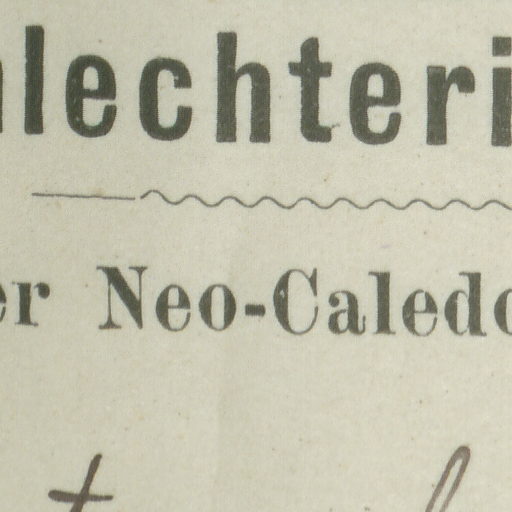 lechteri
er Neo-Caledo
t